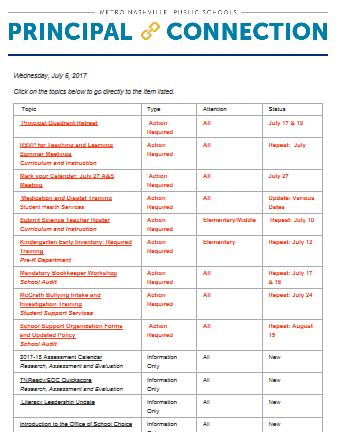 METRO NASHVILLE PUBLIC SCHOOLS
PRINCIPAL CONNECTION
Wednesday, July 5, 2017
Click on the topics below to go directly to the item listed.
Topic Type Attention Status
Principal Quadrant Retreat Action All July 17 & 19
Required
RSVP for Teaching and Learning Action All Repeat: July
Summer Meetings Required
Curriculum and Instruction
Mark your Calendar: July 27 A&S Action All July 27
Meeting Required
Medication and Diastat Training Action All Update: Various
Student Health Services Required Dates
Submit Science Teacher Roster Action Elementary/Middle Repeat: July 10
Curriculum and Instruction Required
Kindergarten Early Inventory: Required Action Elementary Repeat: July 12
Training Required
Pre-K Department
Mandatory Bookkeeper Workshop Action All Repeat: July 17
School Audit Required & 18
McGrath Bullying Intake and Action All Repeat: July 24
Investigation Training Required
Student Support Services
School Support Organization Forms Action All Repeat: August
and Updated Policy Required 15
School Audit
2017-18 Assessment Calendar Information All New
Research, Assessment and Evaluation Only
TNReady/EOC Quickscore Information All New
Research, Assessment and Evaluation Only
Literacy Leadership Update Information All New
Only
Introduction to the Office of School Choice Information All New